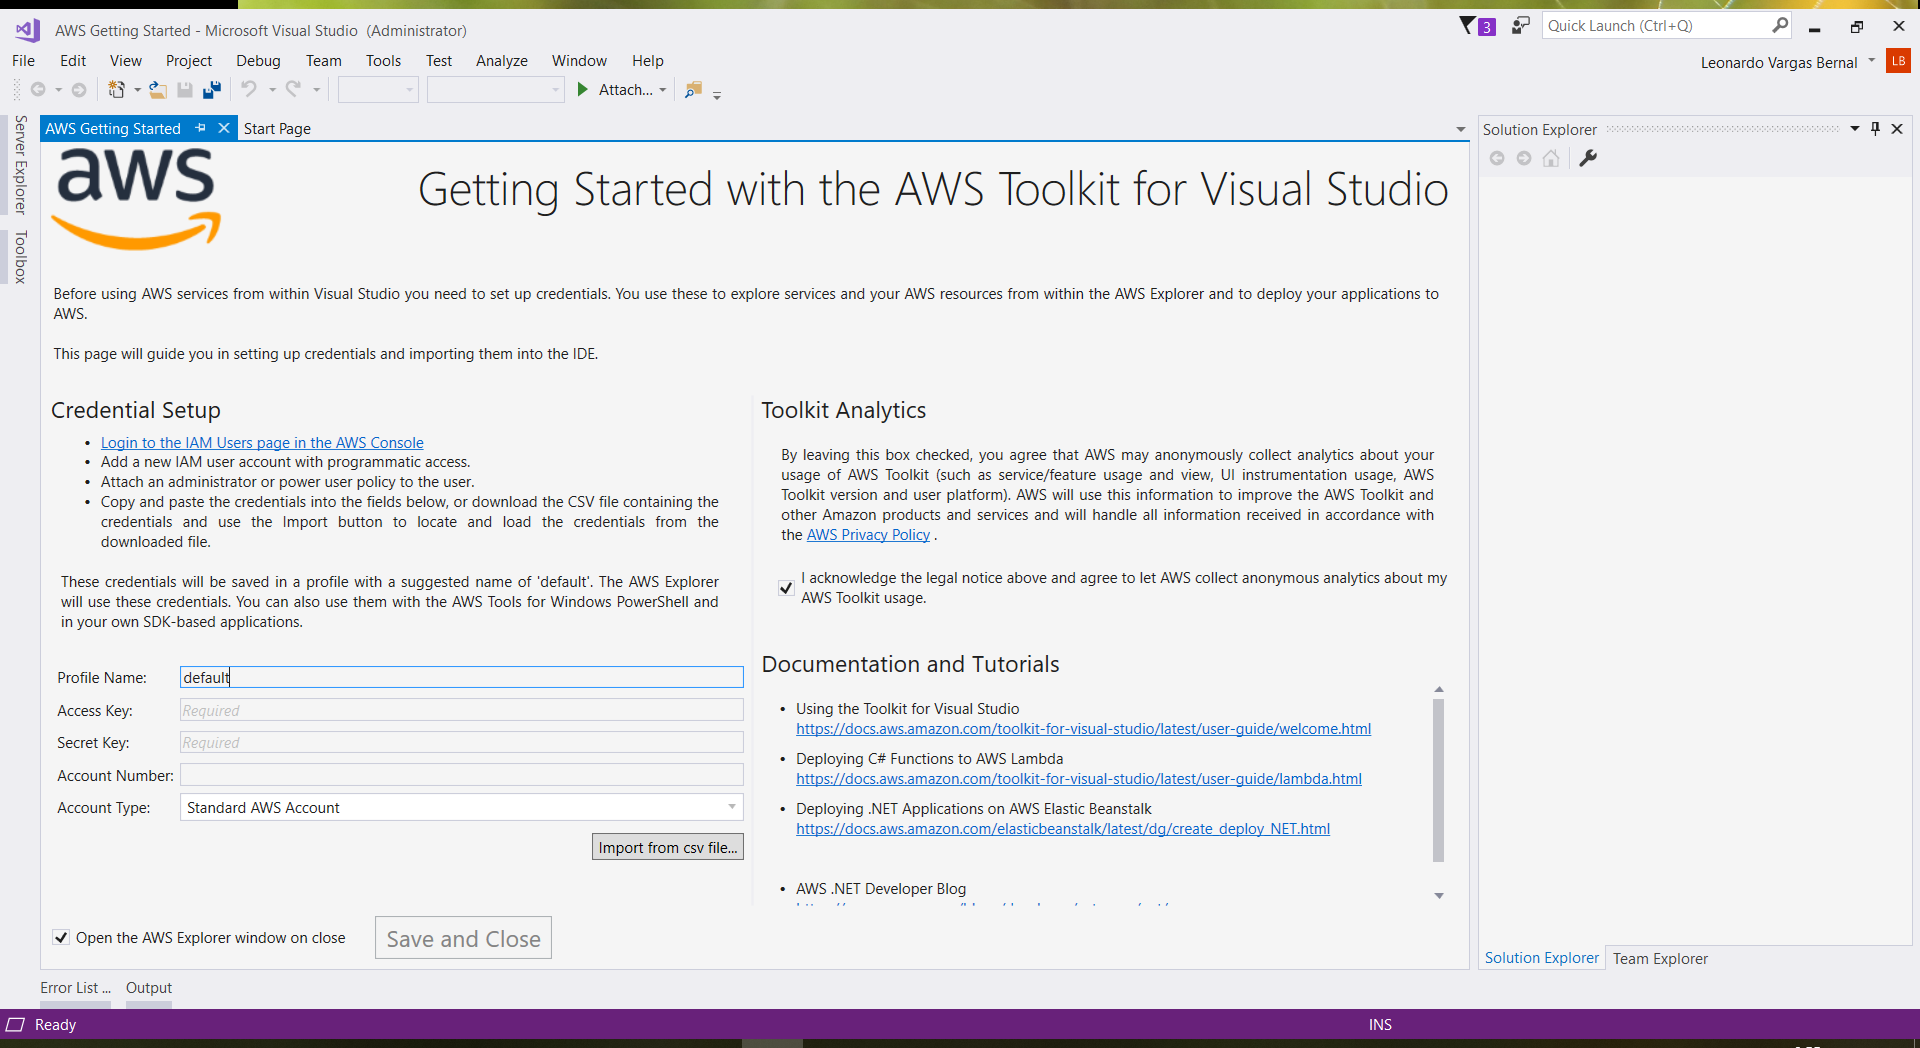 AWS Getting Started - Microsoft Visual Studio (Administrator)
3
Quick Launch (Ctrl+Q)
File Edit View Project Debug Team Tools Test Analyze Window Help
Leonardo Vargas Bernal LB
Attach...
Server Explorer
Toolbox
AWS Getting Started
Start Page
Solution Explorer
aws
Getting Started with the AWS Toolkit for Visual Studio
Before using AWS services from within Visual Studio you need to set up credentials. You use these to explore services and your AWS resources from within the AWS Explorer and to deploy your applications to
AWS.
This page will guide you in setting up credentials and importing them into the IDE.
Credential Setup
• Login to the IAM Users page in the AWS Console
• Add a new IAM user account with programmatic access.
• Attach an administrator or power user policy to the user.
• Copy and paste the credentials into the fields below, or download the CSV file containing the
credentials and use the Import button to locate and load the credentials from the
downloaded file.
These credentials will be saved in a profile with a suggested name of 'default'. The AWS Explorer
will use these credentials. You can also use them with the AWS Tools for Windows PowerShell and
in your own SDK-based applications.
Profile Name: default
Access Key: Required
Secret Key: Required
Account Number:
Account Type: Standard AWS Account
Import from csv file...
Open the AWS Explorer window on close
Save and Close
Toolkit Analytics
By leaving this box checked, you agree that AWS may anonymously collect analytics about your
usage of AWS Toolkit (such as service/feature usage and view, UI instrumentation usage, AWS
Toolkit version and user platform). AWS will use this information to improve the AWS Toolkit and
other Amazon products and services and will handle all information received in accordance with
the AWS Privacy Policy .
I acknowledge the legal notice above and agree to let AWS collect anonymous analytics about my
AWS Toolkit usage.
Documentation and Tutorials
• Using the Toolkit for Visual Studio
https://docs.aws.amazon.com/toolkit-for-visual-studio/latest/user-guide/welcome.html
• Deploying C# Functions to AWS Lambda
https://docs.aws.amazon.com/toolkit-for-visual-studio/latest/user-guide/lambda.html
• Deploying .NET Applications on AWS Elastic Beanstalk
https://docs.aws.amazon.com/elasticbeanstalk/latest/dg/create_deploy_NET.html
• AWS .NET Developer Blog
Solution Explorer
Team Explorer
Error List ...
Output
Ready
INS